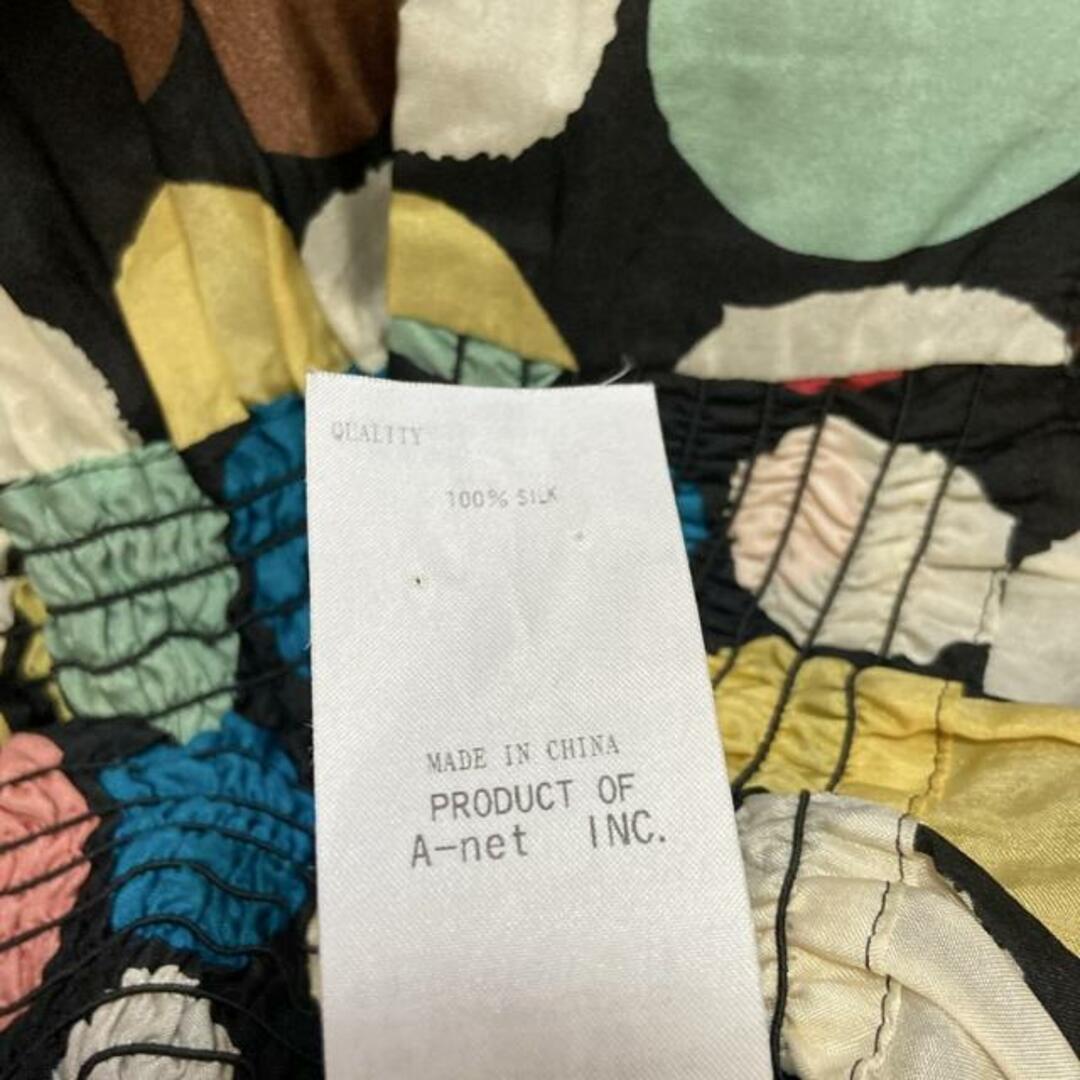 QUALITY
100% SILK
MADE IN CHINA
PRODUCT OF
A-net INC.